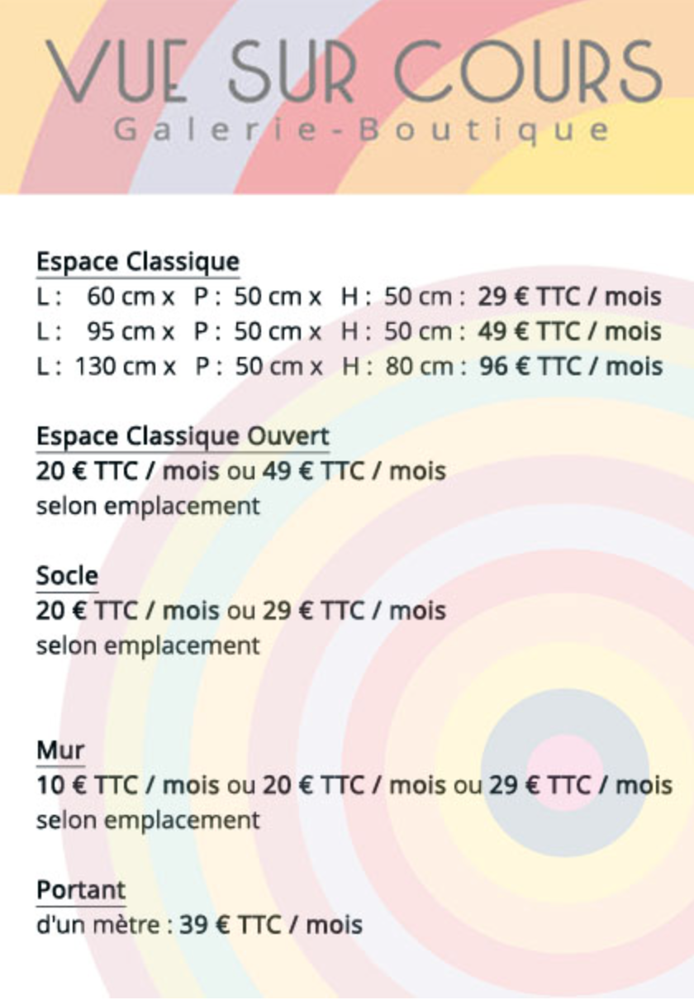 VUE SUR COURS
Galerie-Boutique
Espace Classique
L : 60 cm x P : 50 cm x H : 50 cm : 29 € TTC / mois
L : 95 cm x P : 50 cm x H : 50 cm : 49 € TTC / mois
L : 130 cm x P : 50 cm x H : 80 cm : 96 € TTC / mois
Espace Classique Ouvert
20 € TTC / mois ou 49 € TTC / mois
selon emplacement
Socle
20 € TTC / mois ou 29 € TTC / mois
selon emplacement
Mur
10 € TTC / mois ou 20 € TTC / mois ou 29 € TTC / mois
selon emplacement
Portant
d'un mètre : 39 € TTC / mois